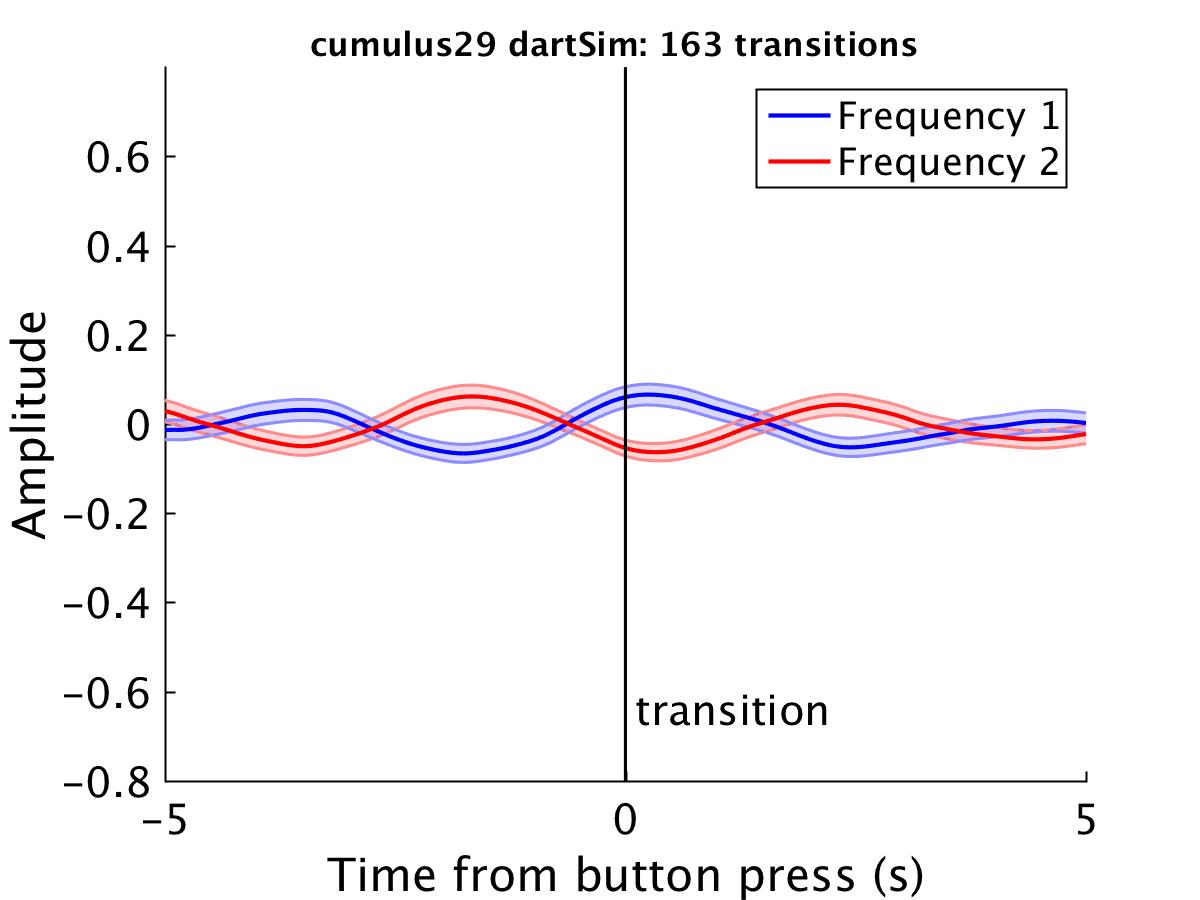 cumulus29 dartSim: 163 transitions
Frequency 1
Frequency 2
0.6
0.4
0.2
0
−0.2
−0.4
−0.6
−0.8
Amplitude
transition
−5
0
5
Time from button press (s)